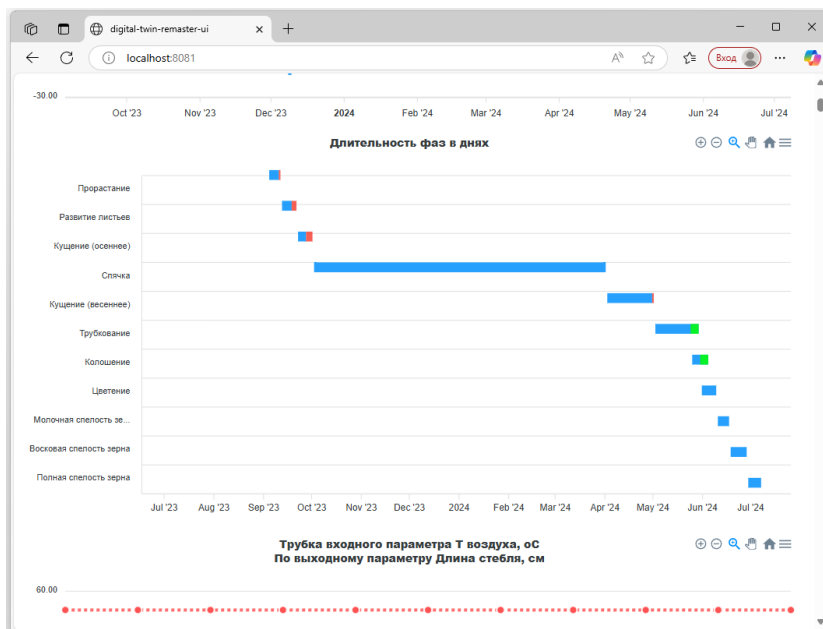 digital-twin-remaster-ui
localhost:8081
Вход
-30.00
Oct '23 Nov '23 Dec '23 2024 Feb '24 Mar '24 Apr '24 May '24 Jun '24 Jul '24
Длительность фаз в днях
Прорастание
Развитие листьев
Кущение (осеннее)
Спячка
Кущение (весеннее)
Трубкование
Колошение
Цветение
Молочная спелость зе...
Восковая спелость зерна
Полная спелость зерна
Jul '23 Aug '23 Sep '23 Oct '23 Nov '23 Dec '23 2024 Feb '24 Mar '24 Apr '24 May '24 Jun '24 Jul '24
Трубка входного параметра Т воздуха, оС
По выходному параметру Длина стебля, см
60.00